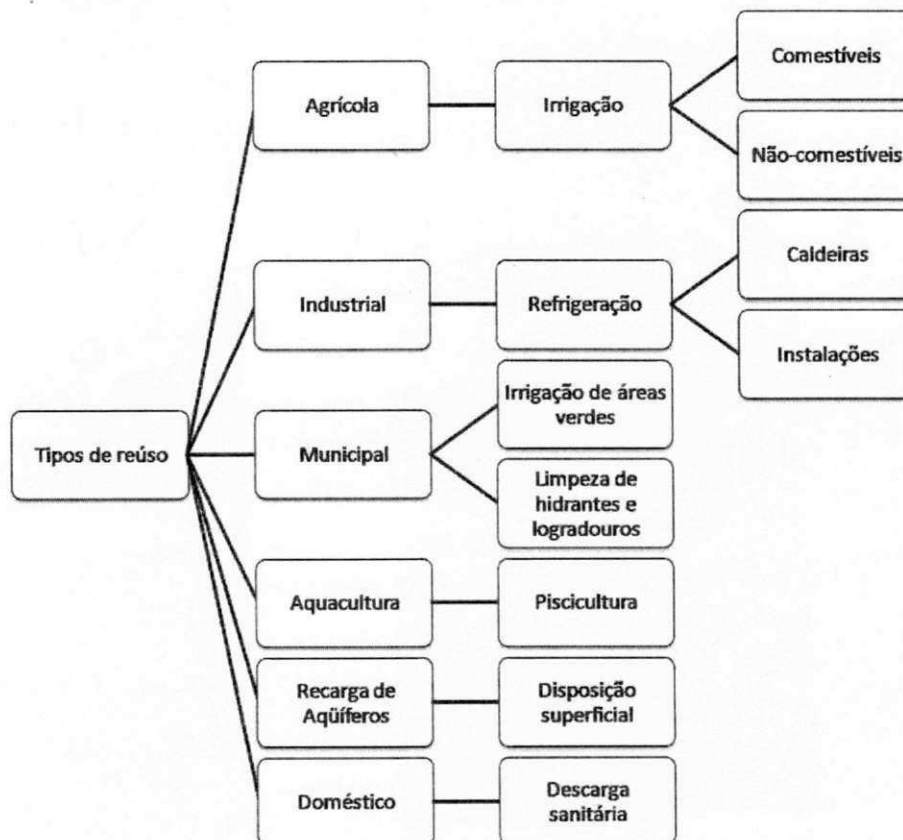 Agrícola
Irrigação
Comestíveis
Não-comestíveis
Industrial
Refrigeração
Caldeiras
Instalações
Tipos de reúso
Municipal
Irrigação de áreas
verdes
Limpeza de
hidrantes e
logradouros
Aquacultura
Piscicultura
Recarga de
Aqüíferos
Disposição
superficial
Doméstico
Descarga
sanitária